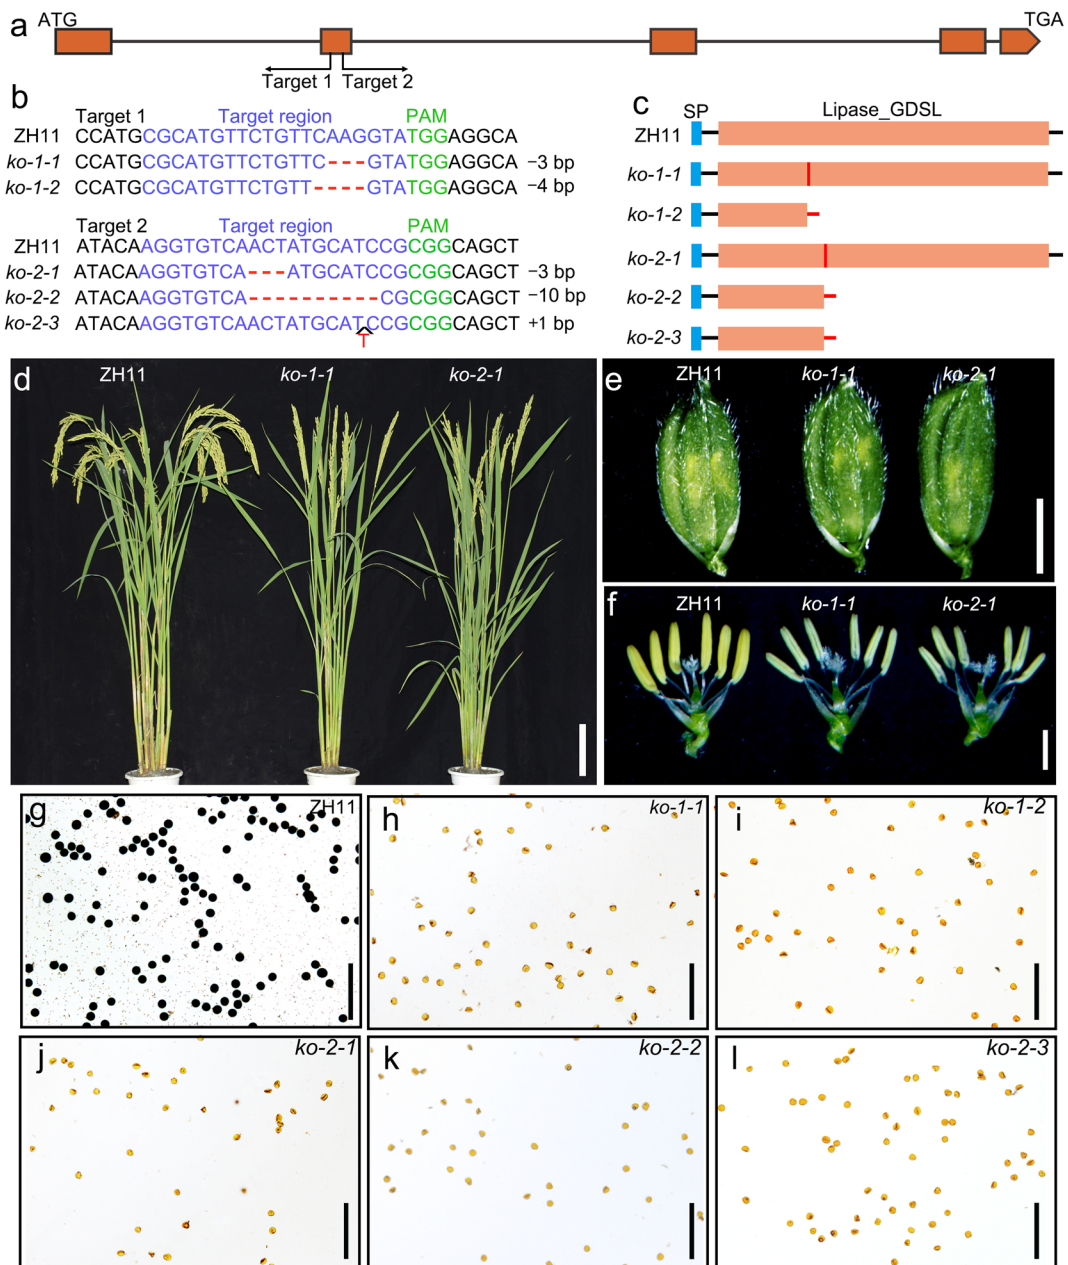 a ATG TGA
Target 1 Target 2
b
Target 1 Target region PAM
ZH11 CCATGCGCATGTTCTGTTCAAGGTATGGAGGCA
ko-1-1 CCATGCGCATGTTCTGTTC---GTATGGAGGCA −3 bp
ko-1-2 CCATGCGCATGTTCTGTT----GTATGGAGGCA −4 bp
Target 2 Target region PAM
ZH11 ATACAAGGTGTCAACTATGCATCCGCGGCAGCT
ko-2-1 ATACAAGGTGTCA---ATGCATCCGCGGCAGCT −3 bp
ko-2-2 ATACAAGGTGTCA----------CGCGGCAGCT −10 bp
ko-2-3 ATACAAGGTGTCAACTATGCATCCGCGGCAGCT +1 bp
T
c
SP Lipase_GDSL
ZH11
ko-1-1
ko-1-2
ko-2-1
ko-2-2
ko-2-3
d ZH11 ko-1-1 ko-2-1
e ZH11 ko-1-1 ko-2-1
f ZH11 ko-1-1 ko-2-1
g ZH11
h ko-1-1
i ko-1-2
j ko-2-1
k ko-2-2
l ko-2-3